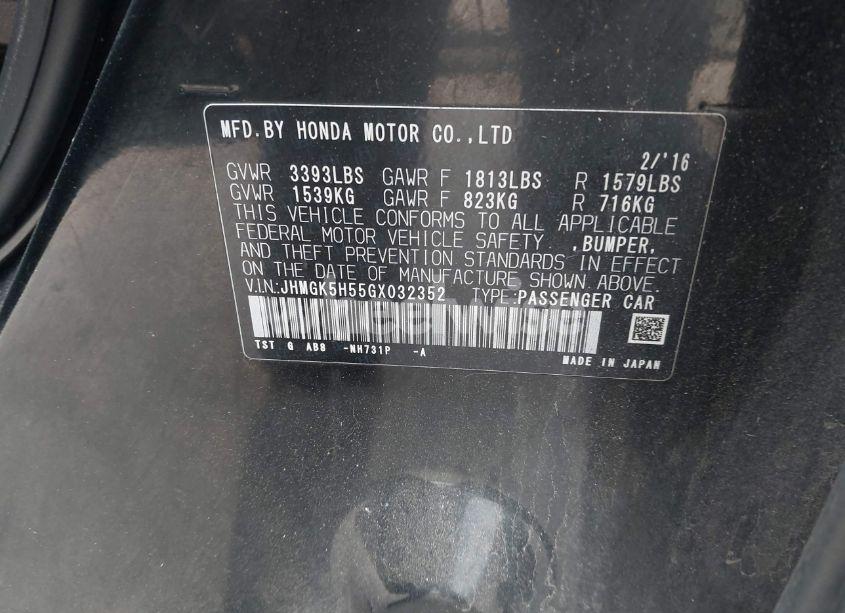 MFD.BY HONDA MOTOR CO.,LTD
2/'16
GVWR 3393LBS GAWR F 1813LBS R 1579LBS
GVWR 1539KG GAWR F 823KG R 716KG
THIS VEHICLE CONFORMS TO ALL APPLICABLE
FEDERAL MOTOR VEHICLE SAFETY ,BUMPER,
AND THEFT PREVENTION STANDARDS IN EFFECT
ON THE DATE OF MANUFACTURE SHOWN ABOVE.
V.I.N:JHMGK5H55GX032352 TYPE:PASSENGER CAR
TST G AB8 -NH731P -A
MADE IN JAPAN